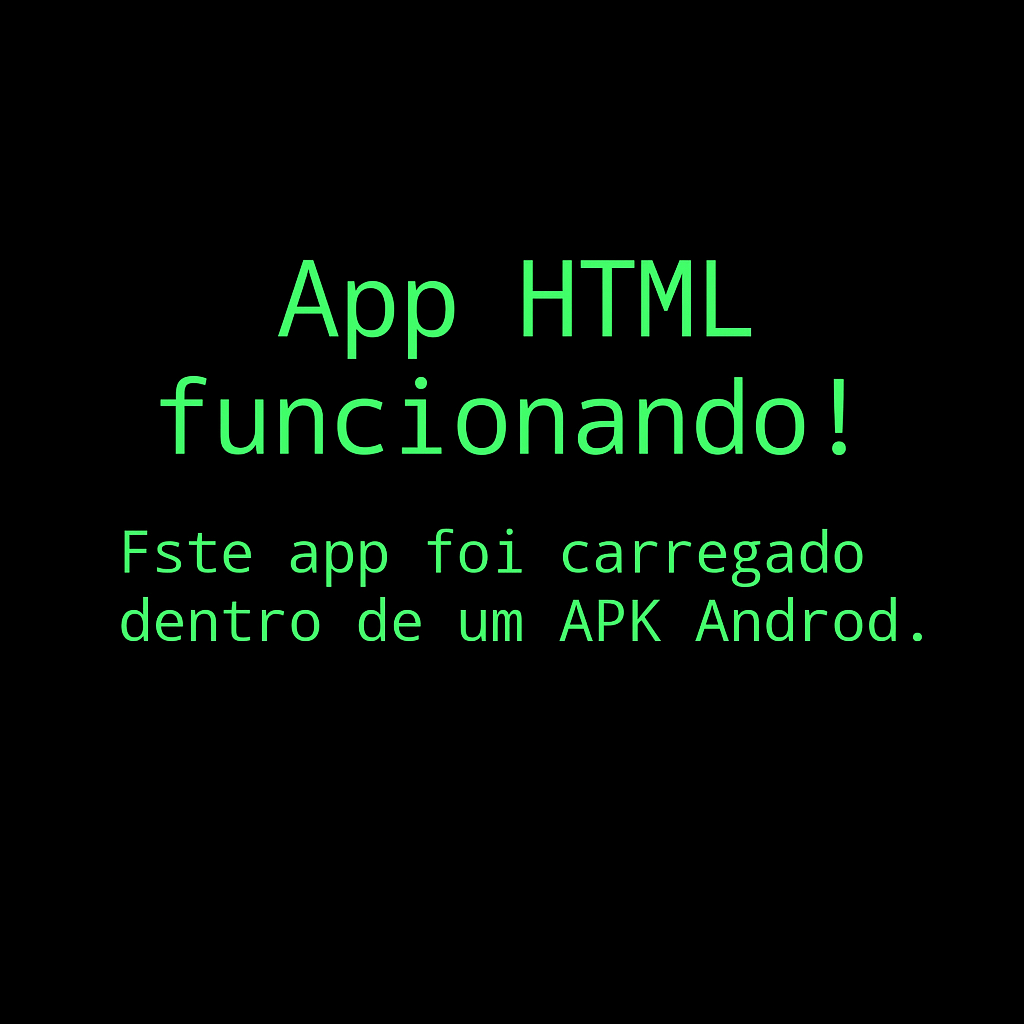 App HTML
funcionando!
Fste app foi carregado
dentro de um APK Androd.